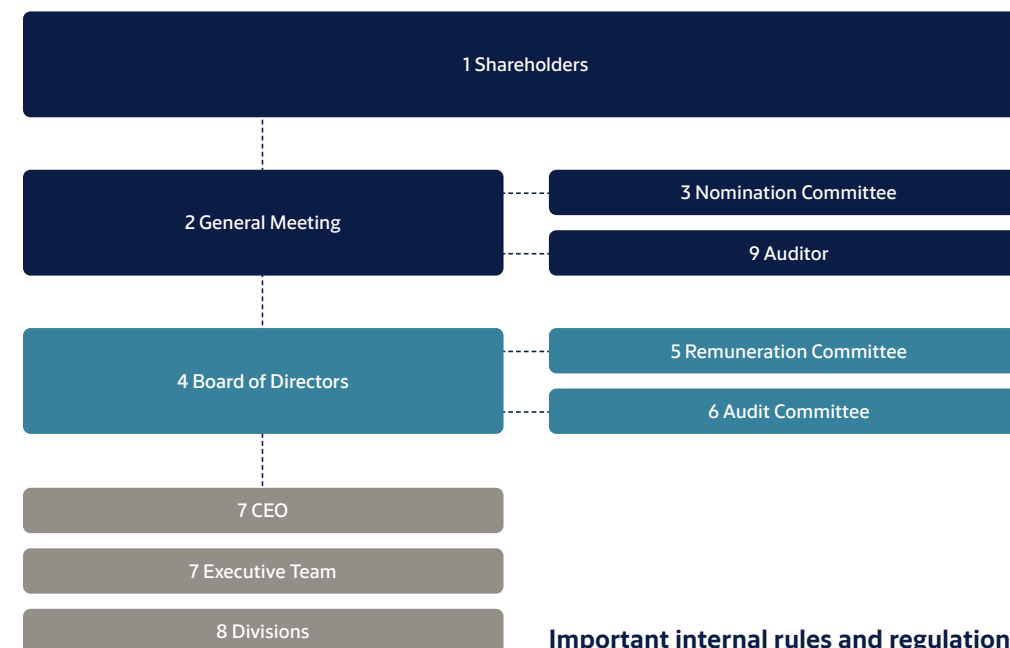 1 Shareholders
2 General Meeting
3 Nomination Committee
9 Auditor
4 Board of Directors
5 Remuneration Committee
6 Audit Committee
7 CEO
7 Executive Team
8 Divisions
Important internal rules and regulation